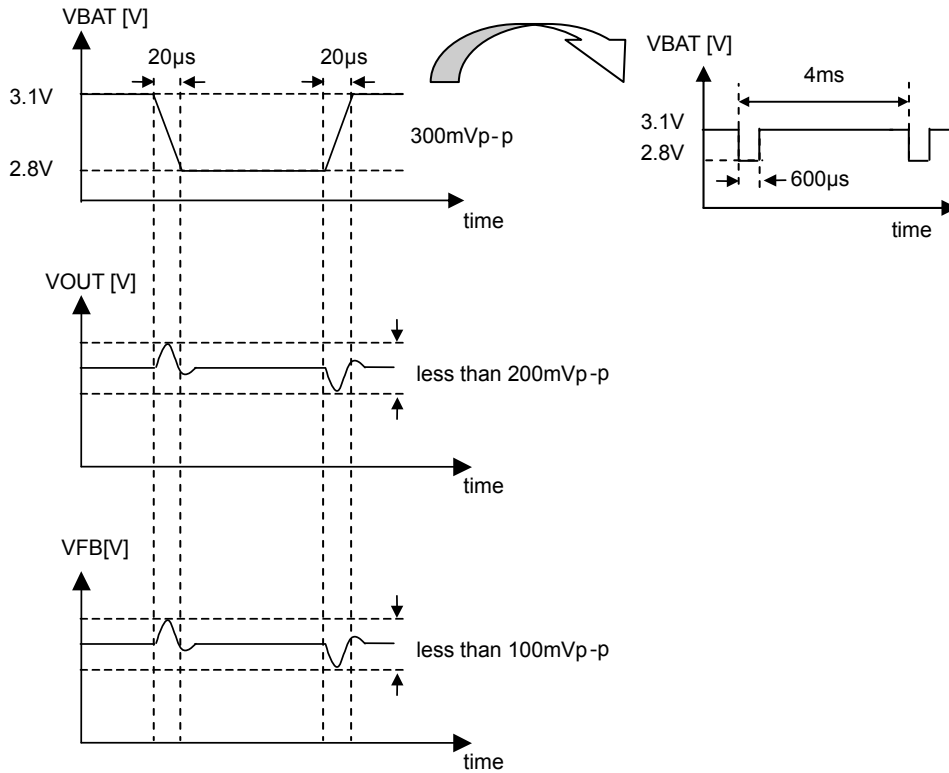 VBAT [V]
20µs
20µs
3.1V
2.8V
300mVp-p
time
VBAT [V]
4ms
3.1V
2.8V
600µs
time
VOUT [V]
less than 200mVp-p
time
VFB[V]
less than 100mVp-p
time